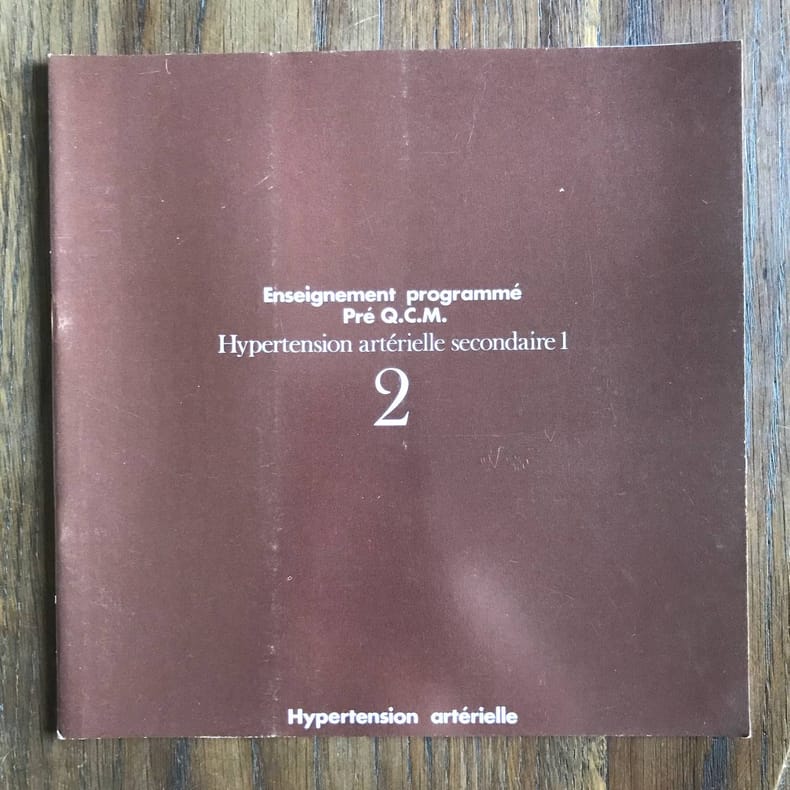 Enseignement programmé
Pré Q.C.M.
Hypertension artérielle secondaire 1
2
Hypertension artérielle